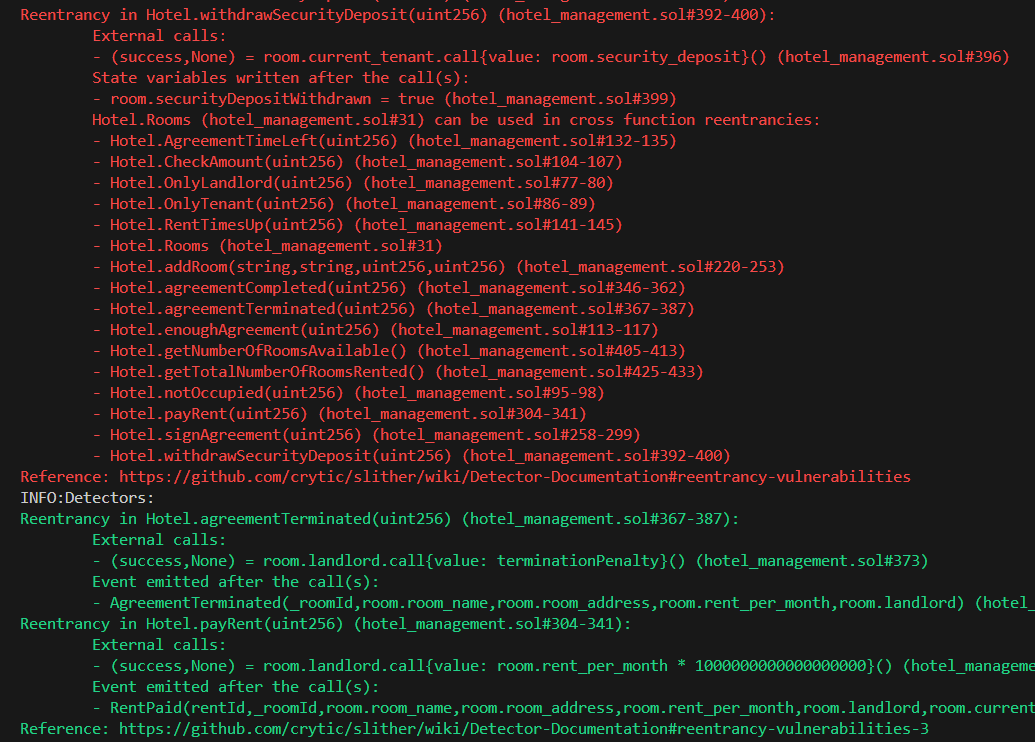 Reentrancy in Hotel.withdrawSecurityDeposit(uint256) (hotel_management.sol#392-400):
External calls:
- (success,None) = room.current_tenant.call{value: room.security_deposit}() (hotel_management.sol#396)
State variables written after the call(s):
- room.securityDepositWithdrawn = true (hotel_management.sol#399)
Hotel.Rooms (hotel_management.sol#31) can be used in cross function reentrancies:
- Hotel.AgreementTimeLeft(uint256) (hotel_management.sol#132-135)
- Hotel.CheckAmount(uint256) (hotel_management.sol#104-107)
- Hotel.OnlyLandlord(uint256) (hotel_management.sol#77-80)
- Hotel.OnlyTenant(uint256) (hotel_management.sol#86-89)
- Hotel.RentTimesUp(uint256) (hotel_management.sol#141-145)
- Hotel.Rooms (hotel_management.sol#31)
- Hotel.addRoom(string,string,uint256,uint256) (hotel_management.sol#220-253)
- Hotel.agreementCompleted(uint256) (hotel_management.sol#346-362)
- Hotel.agreementTerminated(uint256) (hotel_management.sol#367-387)
- Hotel.enoughAgreement(uint256) (hotel_management.sol#113-117)
- Hotel.getNumberOfRoomsAvailable() (hotel_management.sol#405-413)
- Hotel.getTotalNumberOfRoomsRented() (hotel_management.sol#425-433)
- Hotel.notOccupied(uint256) (hotel_management.sol#95-98)
- Hotel.payRent(uint256) (hotel_management.sol#304-341)
- Hotel.signAgreement(uint256) (hotel_management.sol#258-299)
- Hotel.withdrawSecurityDeposit(uint256) (hotel_management.sol#392-400)
Reference: https://github.com/crytic/slither/wiki/Detector-Documentation#reentrancy-vulnerabilities
INFO:Detectors:
Reentrancy in Hotel.agreementTerminated(uint256) (hotel_management.sol#367-387):
External calls:
- (success,None) = room.landlord.call{value: terminationPenalty}() (hotel_management.sol#373)
Event emitted after the call(s):
- AgreementTerminated(_roomId,room.room_name,room.room_address,room.rent_per_month,room.landlord) (hotel_
Reentrancy in Hotel.payRent(uint256) (hotel_management.sol#304-341):
External calls:
- (success,None) = room.landlord.call{value: room.rent_per_month * 1000000000000000000}() (hotel_manageme
Event emitted after the call(s):
- RentPaid(rentId,_roomId,room.room_name,room.room_address,room.rent_per_month,room.landlord,room.current
Reference: https://github.com/crytic/slither/wiki/Detector-Documentation#reentrancy-vulnerabilities-3